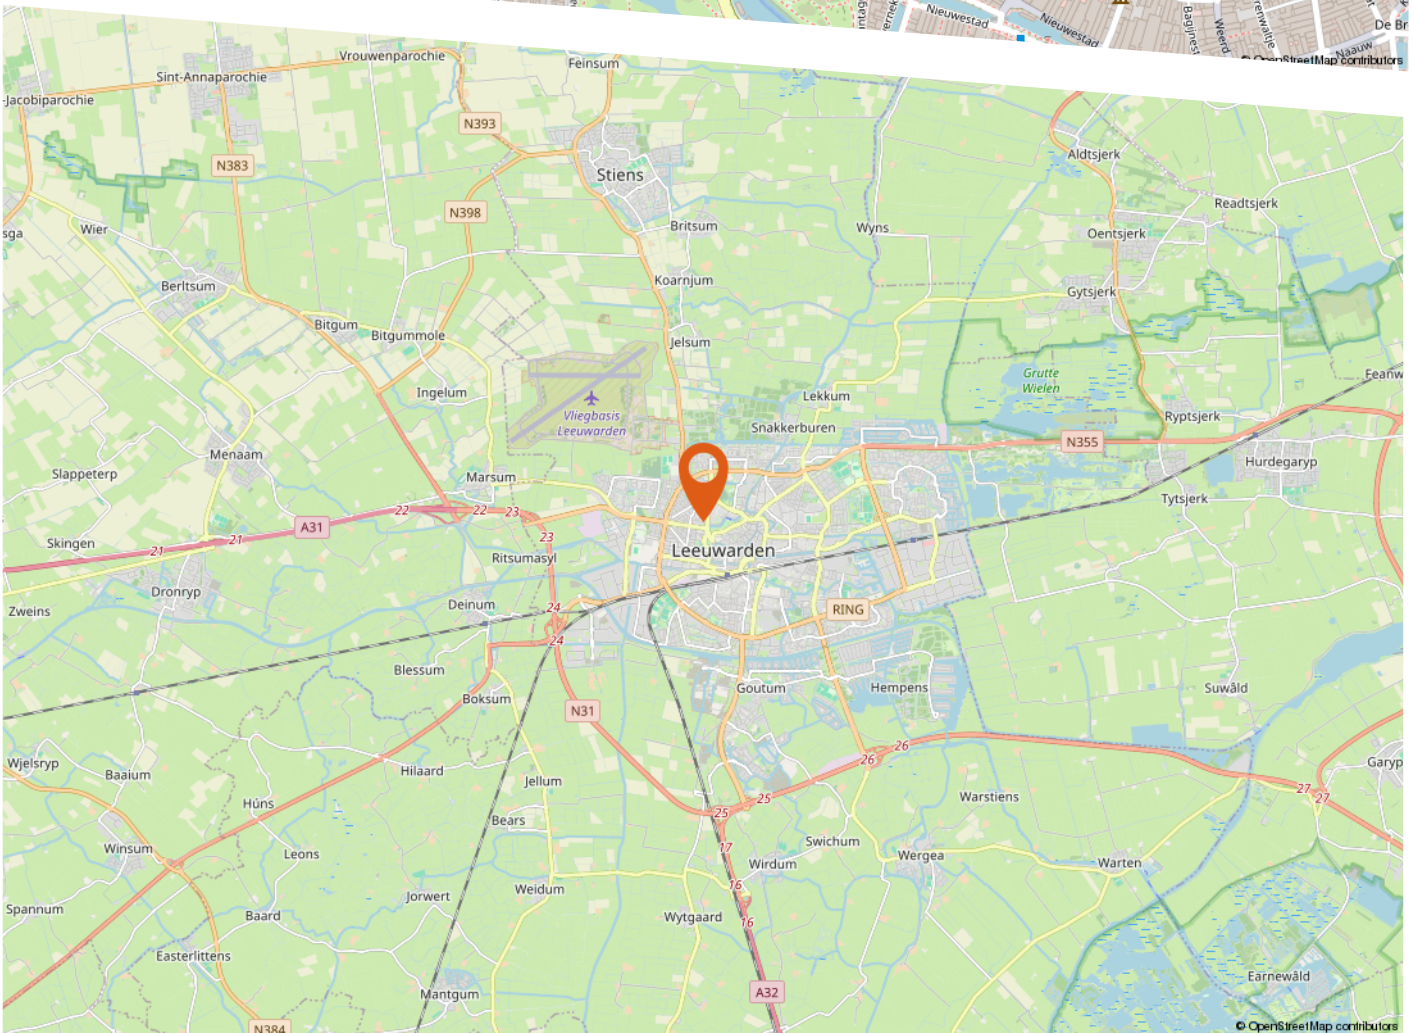 Nieuwestad
Nieuwestad
Bagijnest
Weerd
De Br
Naauw
© OpenStreetMap contributors
Vrouwenparochie
Feinsum
Sint-Annaparochie
-Jacobiparochie
N393
Aldtsjerk
N383
Stiens
Readtsjerk
N398
sga
Wier
Britsum
Wyns
Oentsjerk
Koarnjum
Berltsum
Gytsjerk
Bitgum
Bitgummole
Jelsum
Grutte
Wielen
Feanw
Ingelum
Lekkum
Vliegbasis
Leeuwarden
Ryptsjerk
Snakkerburen
N355
Menaam
Hurdegaryp
Slappeterp
Marsum
Tytsjerk
22
22
23
A31
23
Skingen
21
21
Leeuwarden
Ritsumasyl
Dronryp
Zweins
Deinum
24
RING
24
Blessum
Goutum
Hempens
Suwâld
Boksum
N31
26
26
Wjelsryp
Baaium
Hilaard
Garyp
Jellum
27
27
Húns
25
Warstiens
25
Bears
Winsum
Leons
17
Swichum
Wergea
Wirdum
Warten
16
Weidum
Jorwert
Spannum
Baard
Wytgaard
16
Easterlittens
Earnewâld
Mantgum
A32
N384
© OpenStreetMap contributors